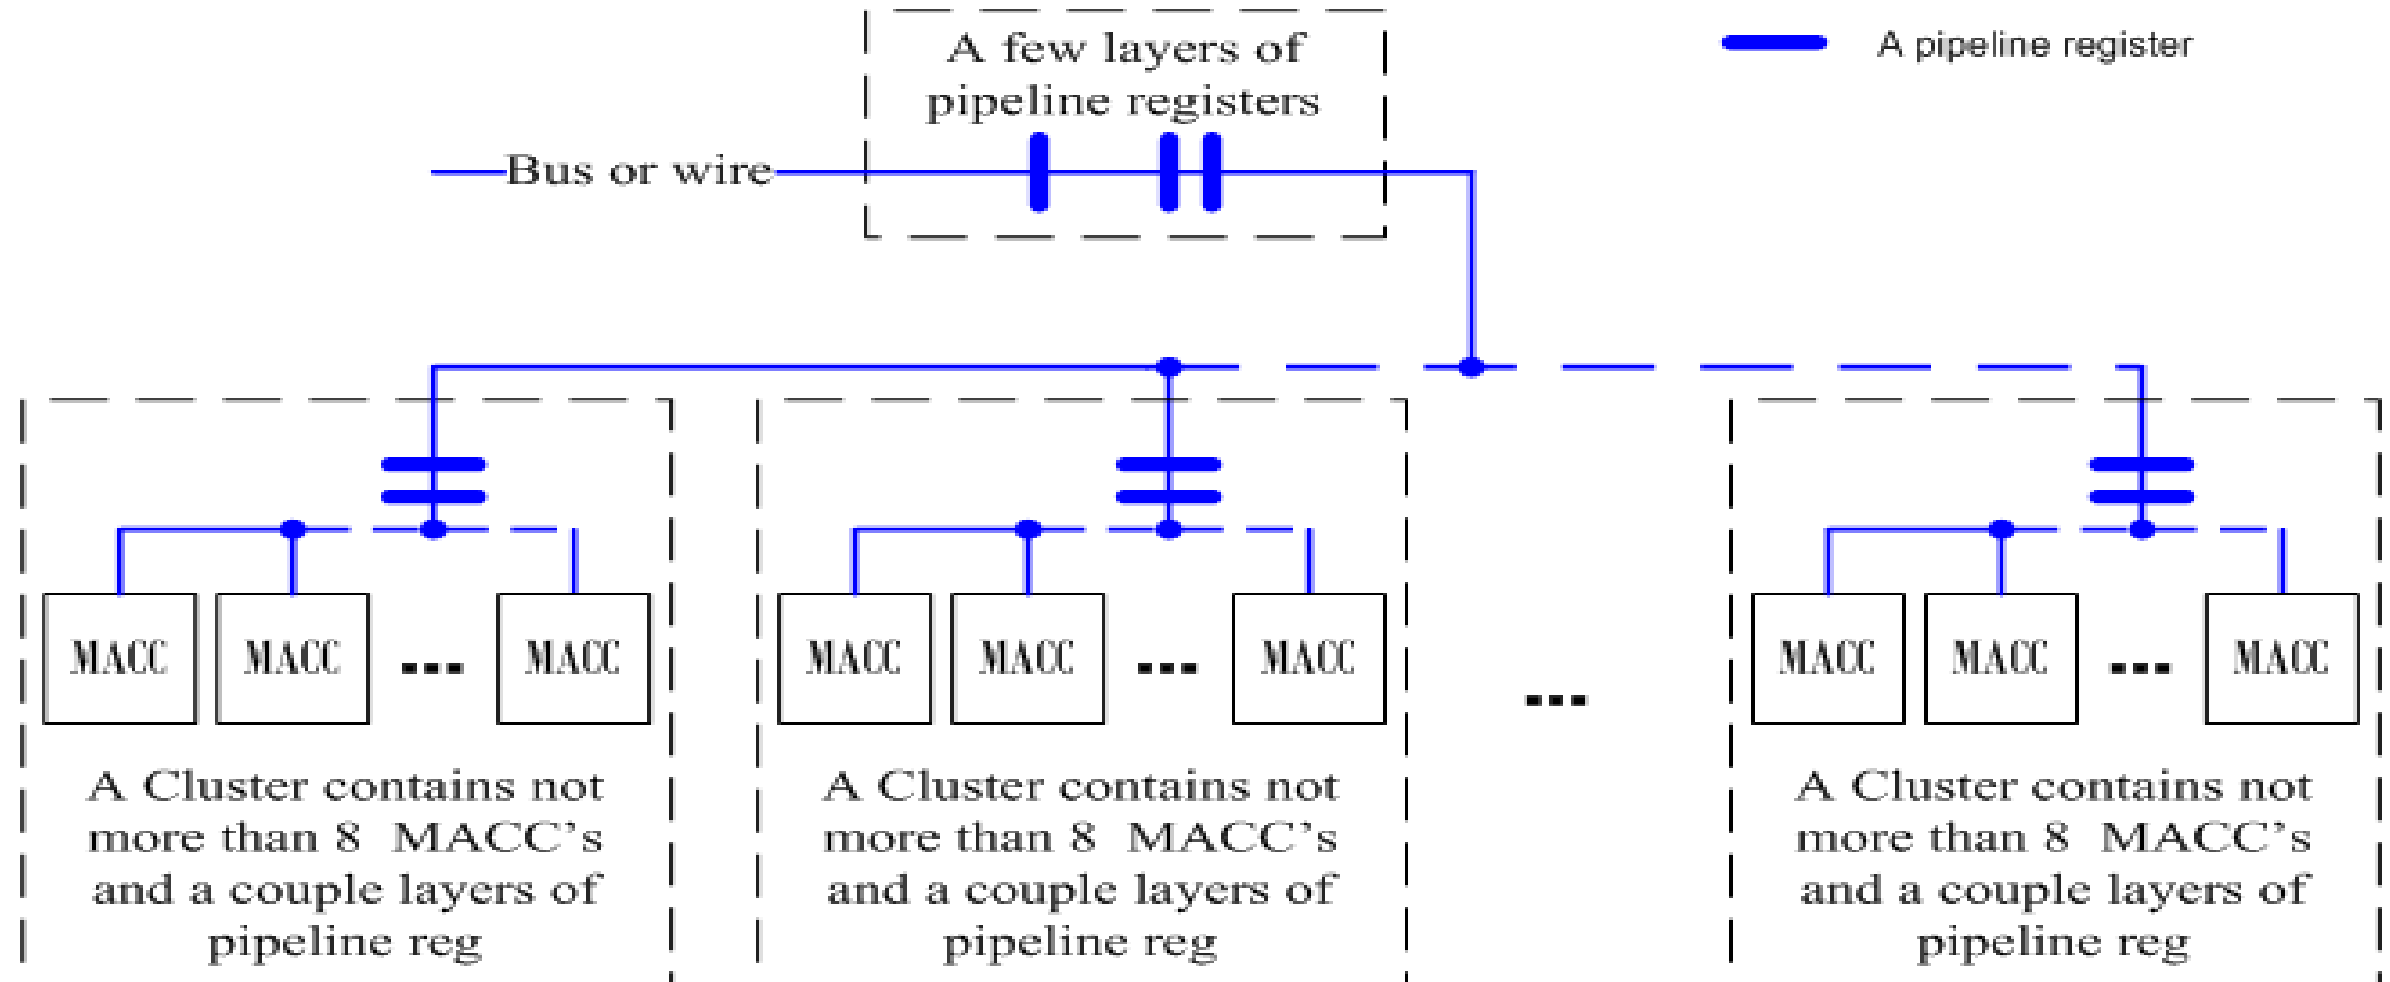 A few layers of
pipeline registers
A pipeline register
Bus or wire
MACC MACC ... MACC
A Cluster contains not
more than 8 MACC's
and a couple layers of
pipeline reg
MACC MACC ... MACC
A Cluster contains not
more than 8 MACC's
and a couple layers of
pipeline reg
...
MACC MACC ... MACC
A Cluster contains not
more than 8 MACC's
and a couple layers of
pipeline reg